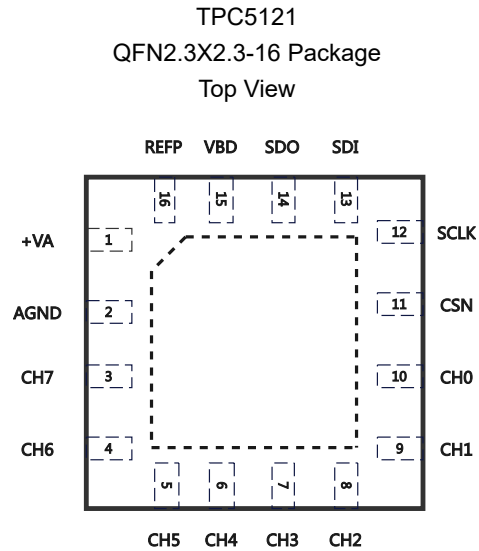 TPC5121
QFN2.3X2.3-16 Package
Top View
REFP VBD SDO SDI
16 15 14 13
+VA 1 12 SCLK
AGND 2 11 CSN
CH7 3 10 CH0
CH6 4 9 CH1
5 6 7 8
CH5 CH4 CH3 CH2